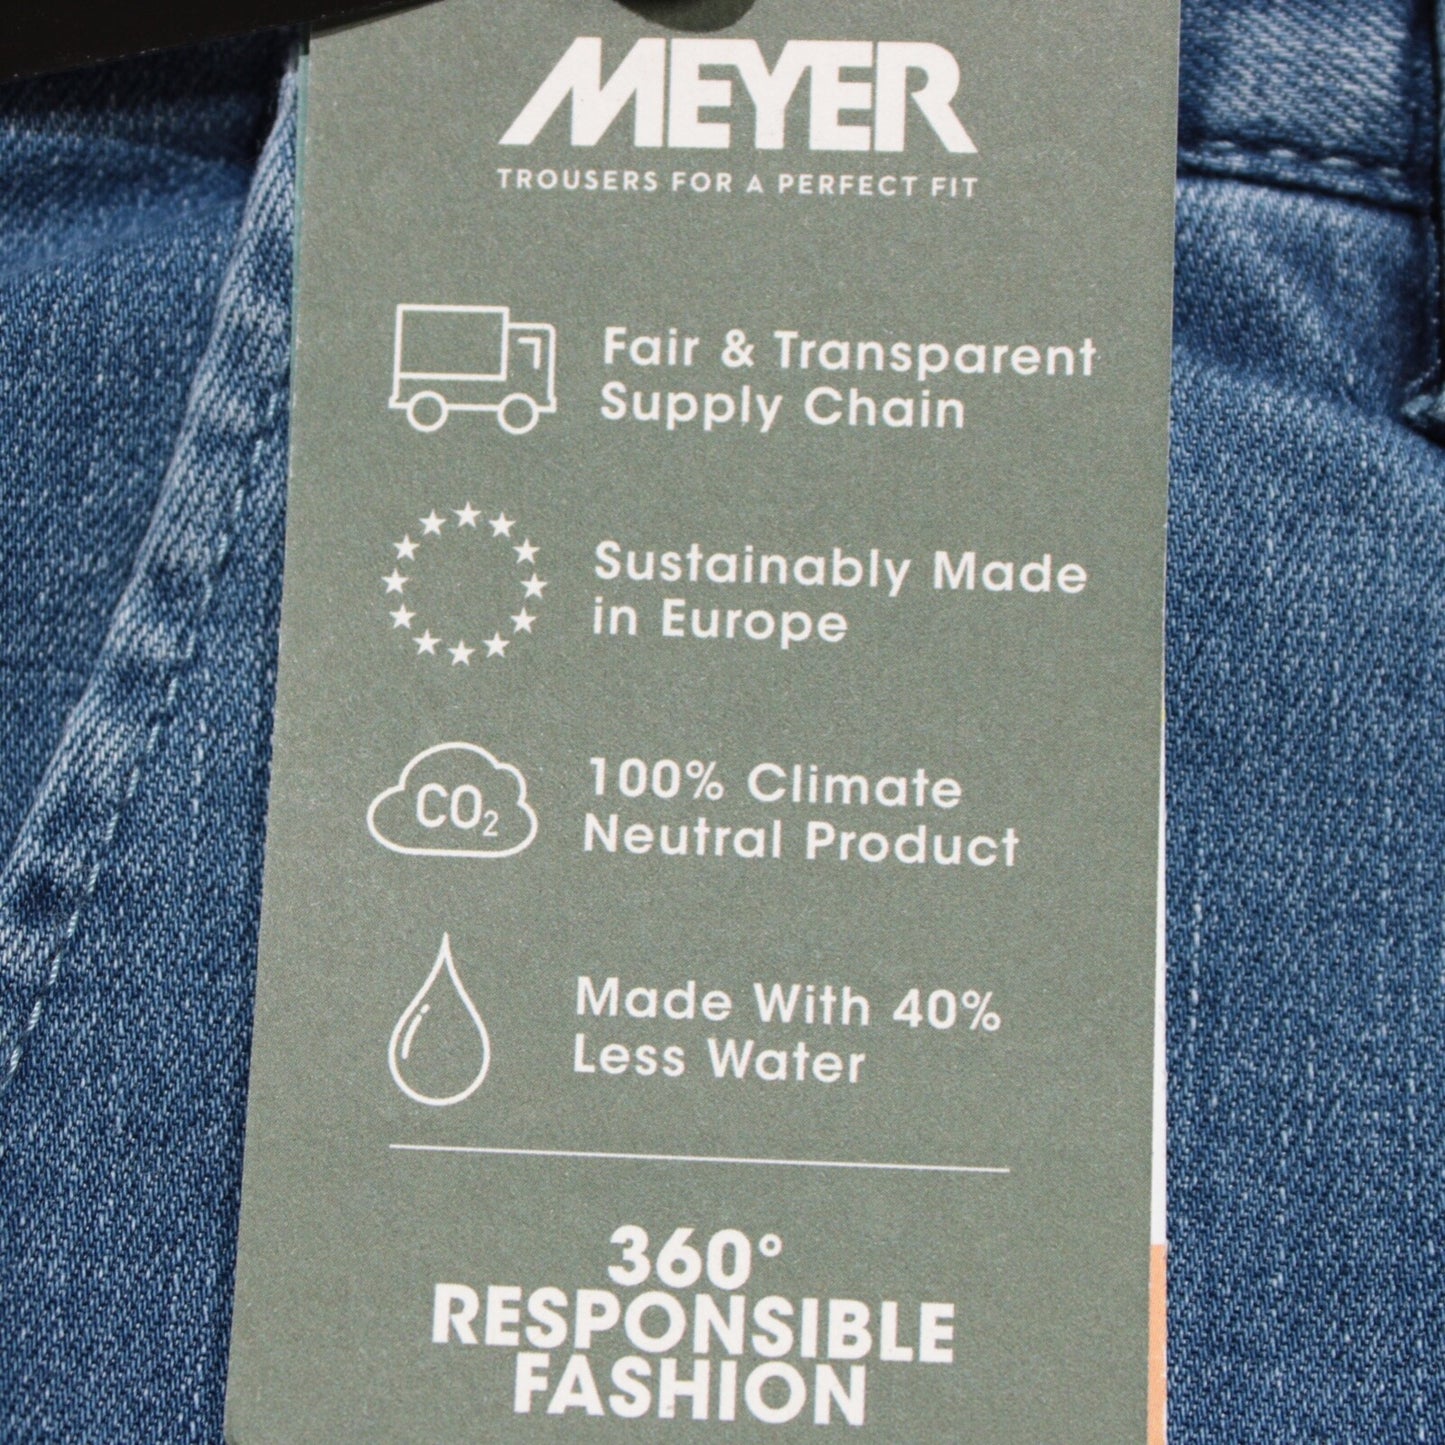 MEYER
TROUSERS FOR A PERFECT FIT
Fair & Transparent
Supply Chain
Sustainably Made
in Europe
CO₂
100% Climate
Neutral Product
Made With 40%
Less Water
360°
RESPONSIBLE
FASHION